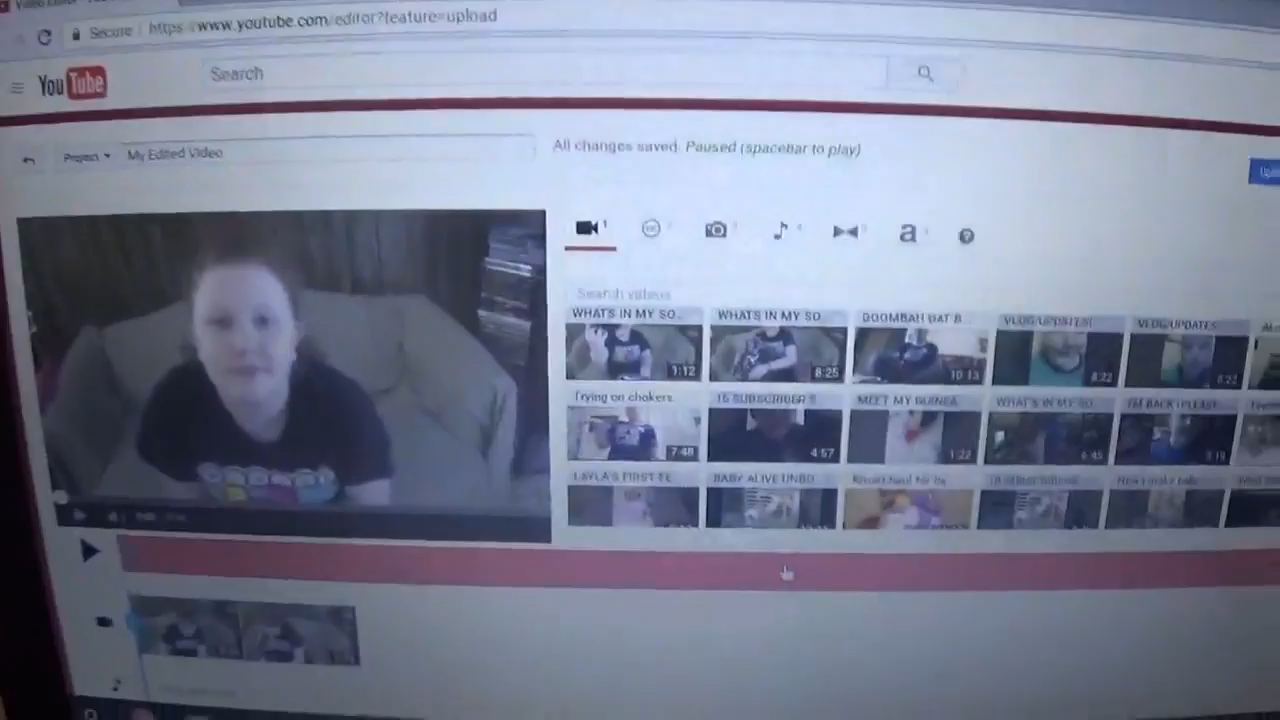 Secure https://www.youtube.com/editor?feature=upload
YouTube
Search
Project
My Edited Video
All changes saved. Paused (spacebar to play)
Search videos
WHATS IN MY SO...
WHATS IN MY SO...
DOOMBAH DAT B...
VLOG/UPDATES!
VLOG/UPDATES
1:12
8:25
10:13
8:22
8:22
Trying on chokers
15 SUBSCRIBER S
MEET MY GUINEA
WHAT'S IN MY SO
I'M BACK
7:48
4:57
1:22
6:45
3:19
LAYLA'S FIRST TE
BABY ALIVE UNBO